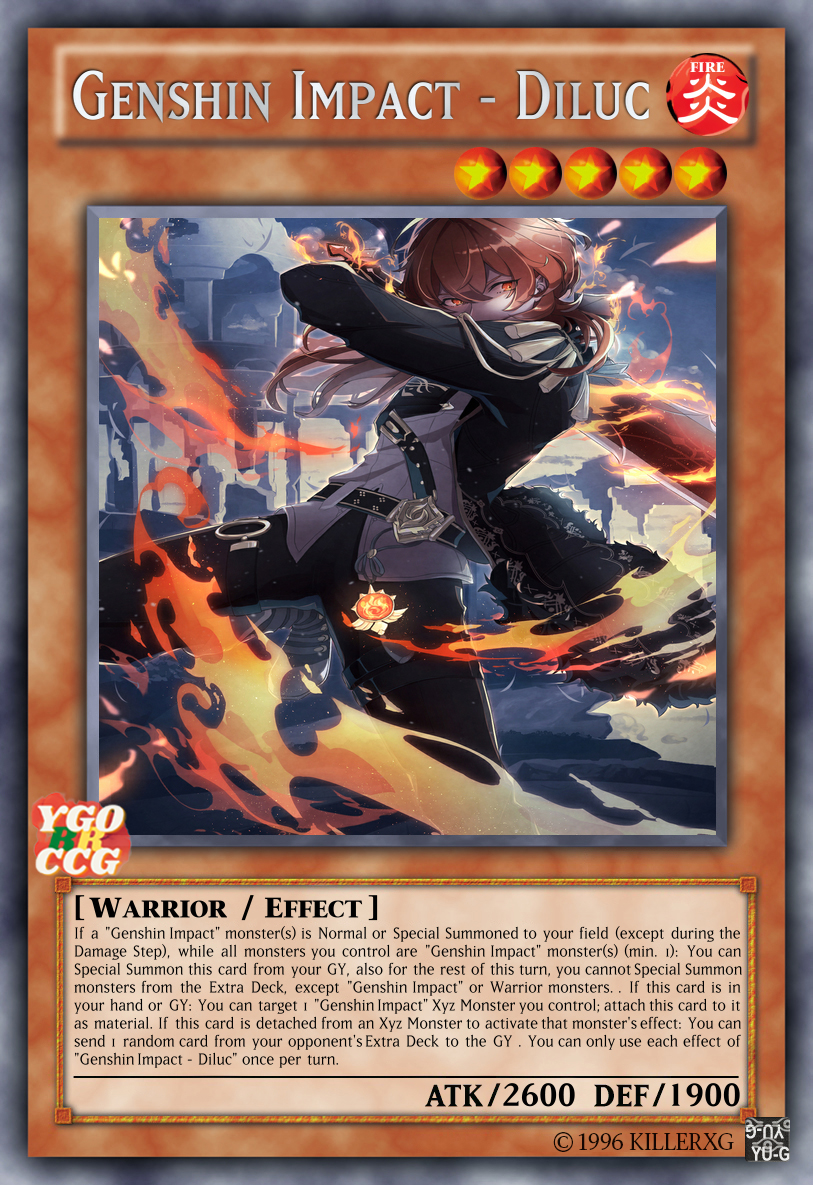 Genshin Impact - Diluc
FIRE
炎
YGO
BR
CCG
[ Warrior / Effect ]
If a "Genshin Impact" monster(s) is Normal or Special Summoned to your field (except during the
Damage Step), while all monsters you control are "Genshin Impact" monster(s) (min. 1): You can
Special Summon this card from your GY, also for the rest of this turn, you cannot Special Summon
monsters from the Extra Deck, except "Genshin Impact" or Warrior monsters. . If this card is in
your hand or GY: You can target 1 "Genshin Impact" Xyz Monster you control; attach this card to it
as material. If this card is detached from an Xyz Monster to activate that monster's effect: You can
send 1 random card from your opponent's Extra Deck to the GY . You can only use each effect of
"Genshin Impact - Diluc" once per turn.
ATK/2600 DEF/1900
© 1996 KILLERXG
YU-G
YU-G